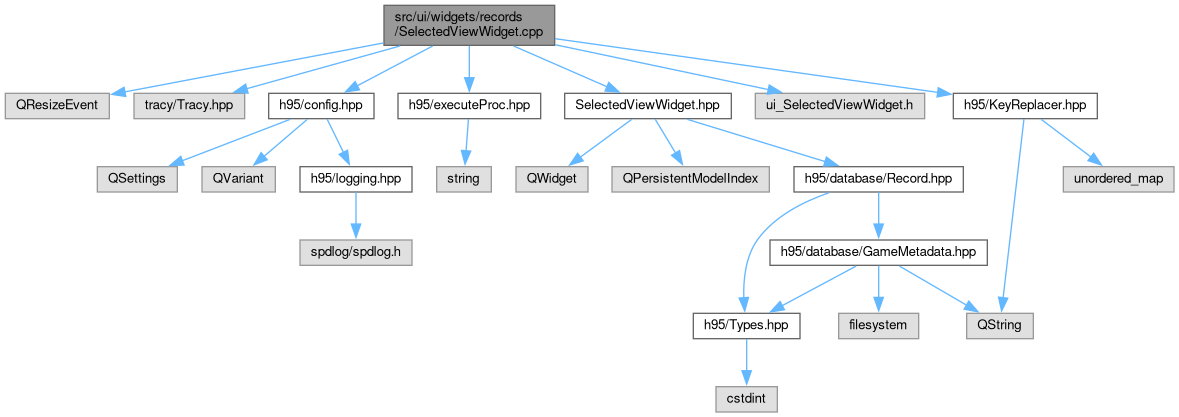 src/ui/widgets/records
/SelectedViewWidget.cpp
QResizeEvent
tracy/Tracy.hpp
h95/config.hpp
h95/executeProc.hpp
SelectedViewWidget.hpp
ui_SelectedViewWidget.h
h95/KeyReplacer.hpp
QSettings
QVariant
h95/logging.hpp
string
QWidget
QPersistentModelIndex
h95/database/Record.hpp
unordered_map
spdlog/spdlog.h
h95/database/GameMetadata.hpp
h95/Types.hpp
filesystem
QString
cstdint